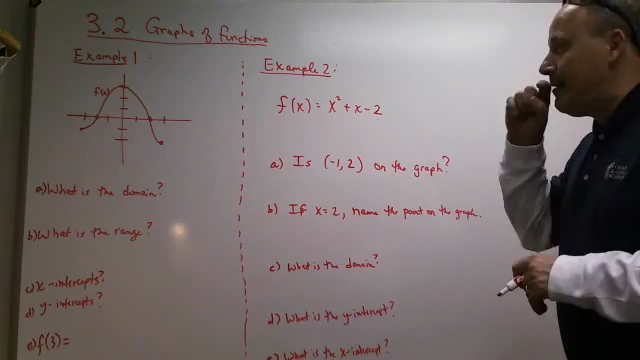 3.2 Graphs of functions
Example 1
f(x)
a) What is the domain?
b) What is the range?
c) x-intercepts?
d) y-intercepts?
e) f(3) =
Example 2:
f(x) = x² + x - 2
a) Is (-1, 2) on the graph?
b) If x = 2, name the point on the graph.
c) What is the domain?
d) What is the y-intercept?
e) What is the x-intercept?